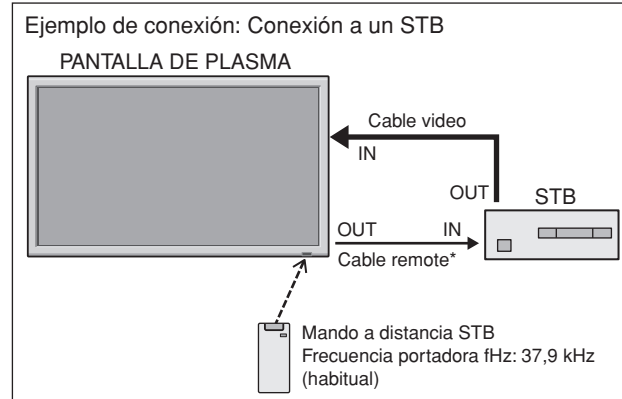 Ejemplo de conexión: Conexión a un STB
PANTALLA DE PLASMA
Cable video
IN
OUT
STB
OUT
IN
Cable remote*
Mando a distancia STB
Frecuencia portadora fHz: 37,9 kHz
(habitual)